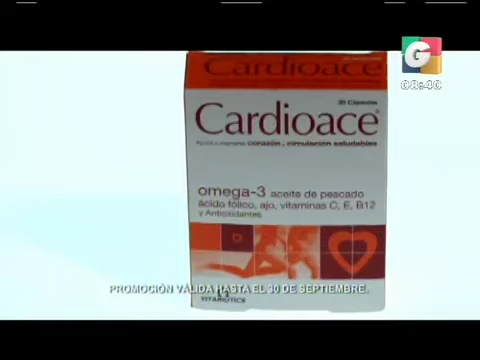 Cardioace
G
08:40
30 Cápsulas
Cardioace®
corazón y circulación saludables
omega-3 aceite de pescado
ácido fólico, ajo, vitaminas C, E, B12
y Antioxidantes
PROMOCIÓN VÁLIDA HASTA EL 30 DE SEPTIEMBRE.
VITABIOTICS